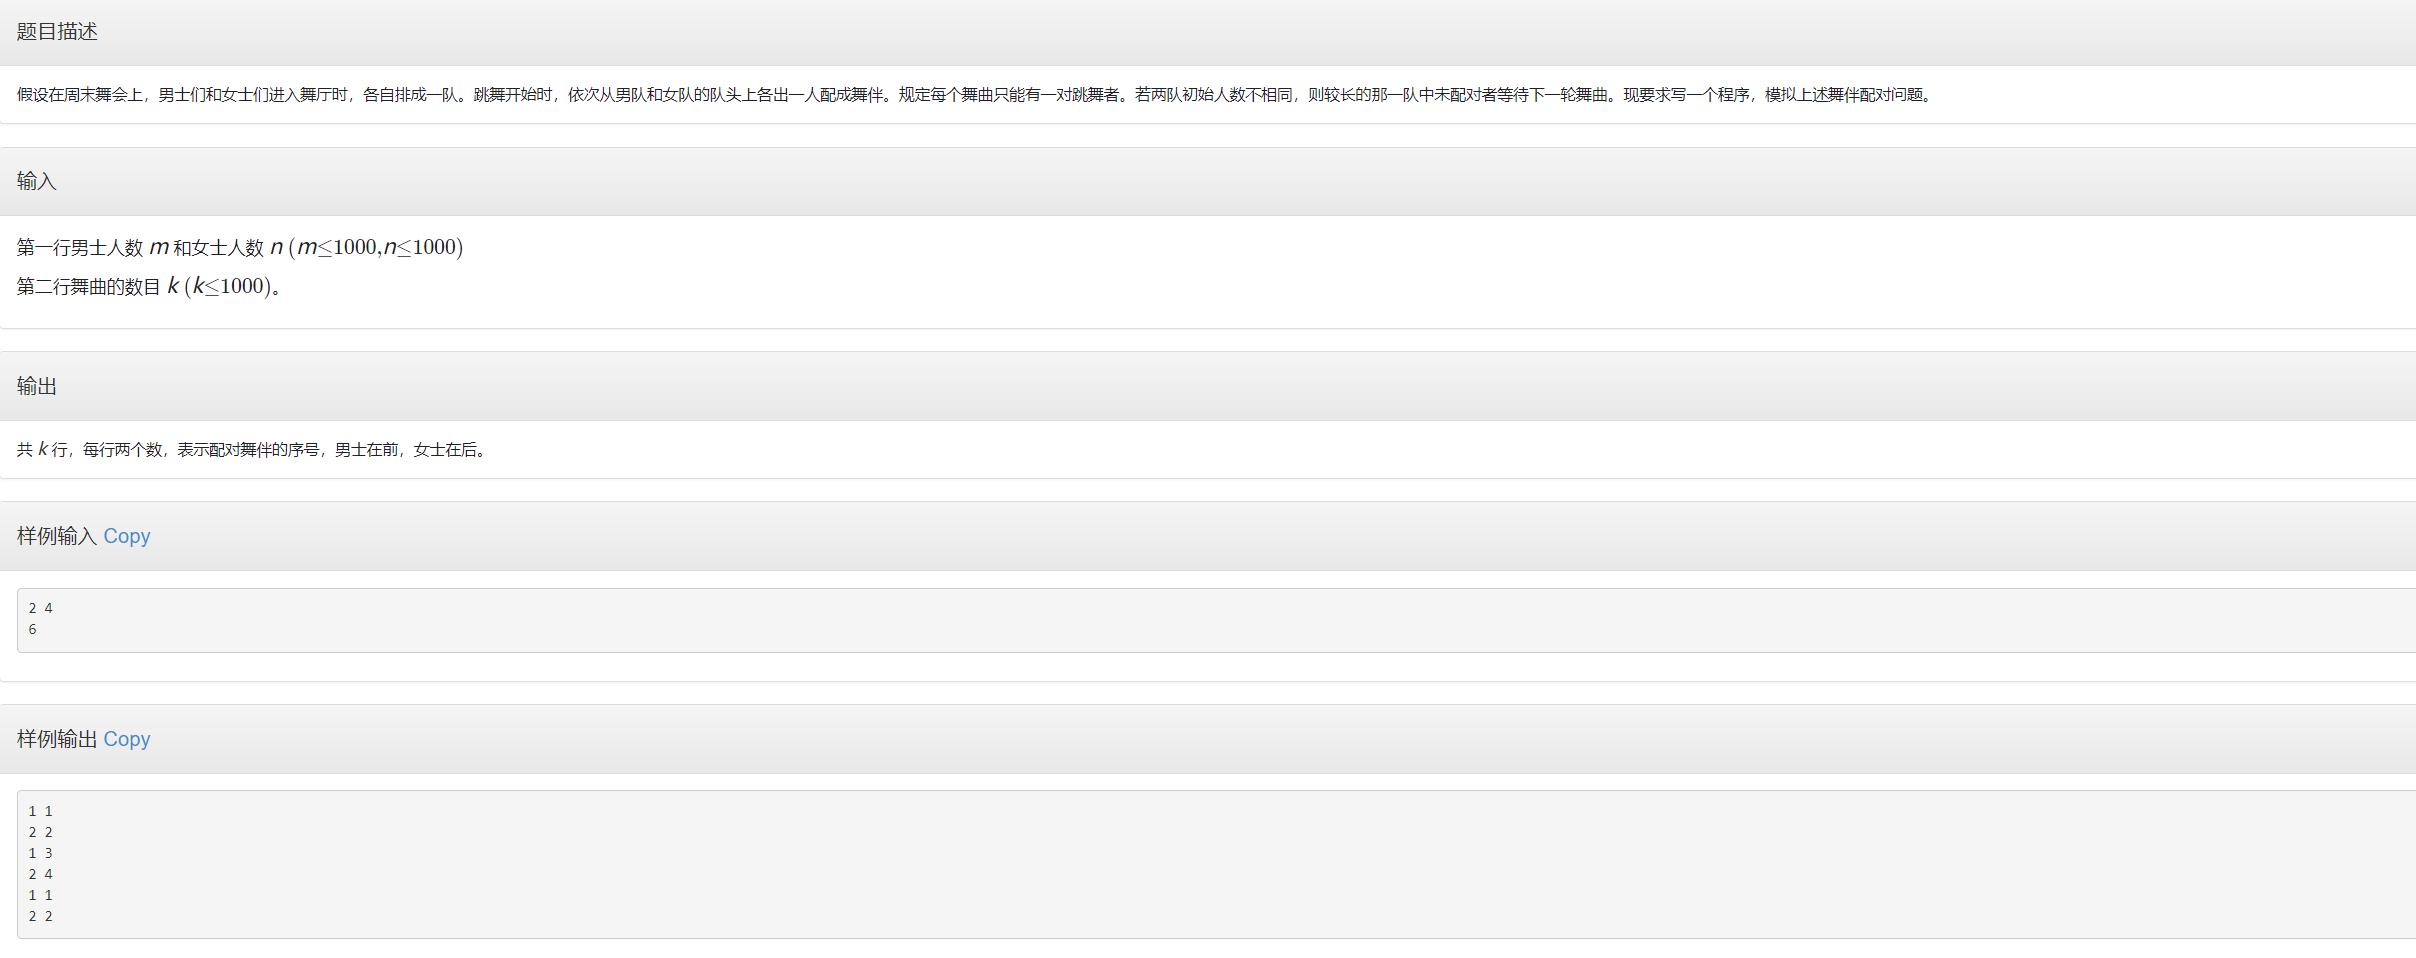 题目描述
假设在周末舞会上，男士们和女士们进入舞厅时，各自排成一队。跳舞开始时，依次从男队和女队的队头上各出一人配成舞伴。规定每个舞曲只能有一对跳舞者。若两队初始人数不相同，则较长的那一队中未配对者等待下一轮舞曲。现要求写一个程序，模拟上述舞伴配对问题。
输入
第一行男士人数 m 和女士人数 n (m≤1000,n≤1000)
第二行舞曲的数目 k (k≤1000)。
输出
共 k 行，每行两个数，表示配对舞伴的序号，男士在前，女士在后。
样例输入 Copy
2 4
6
样例输出 Copy
1 1
2 2
1 3
2 4
1 1
2 2